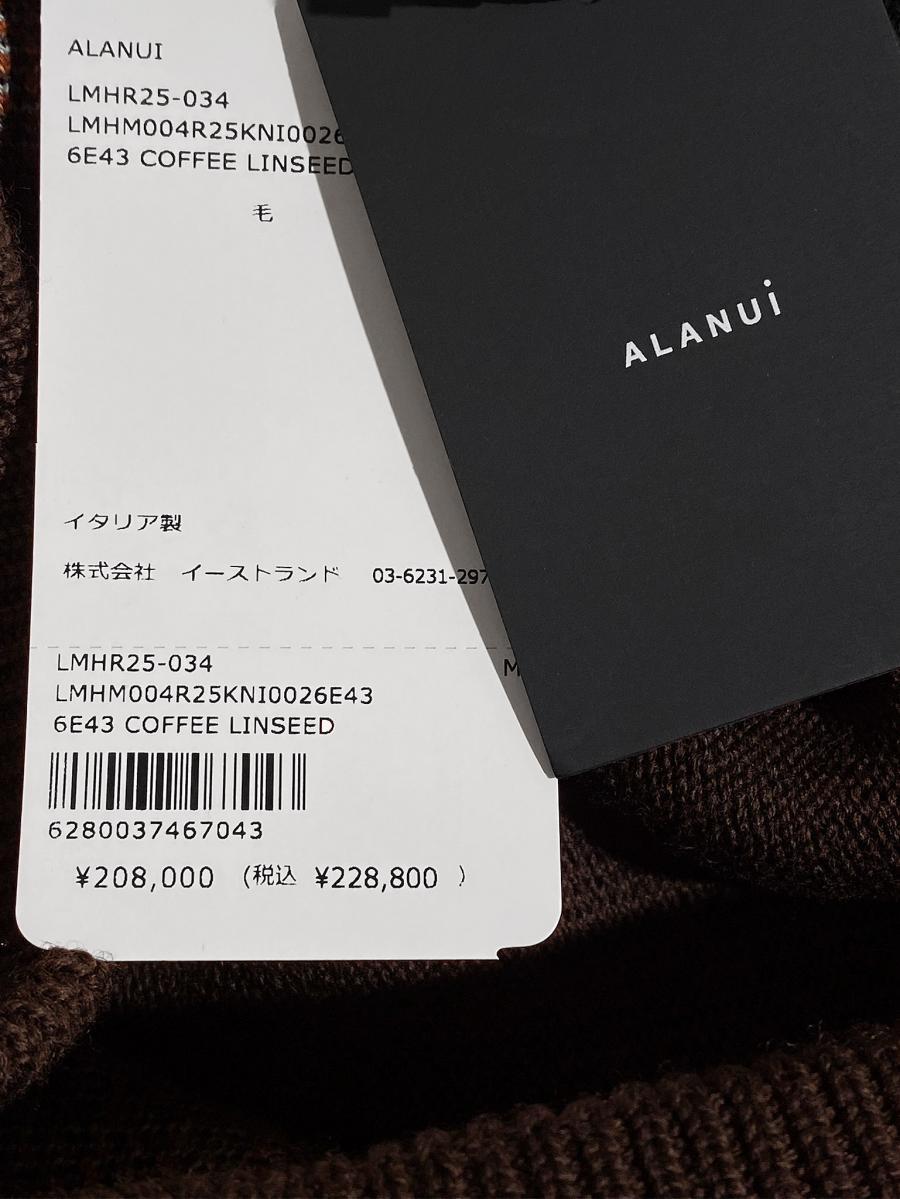 ALANUI
LMHR25-034
LMHM004R25KNI0026
6E43 COFFEE LINSEED
毛
ALANUi
イタリア製
株式会社 イーストランド 03-6231-297
LMHR25-034
M
LMHM004R25KNI0026E43
6E43 COFFEE LINSEED
6280037467043
¥208,000 (税込 ¥228,800 )